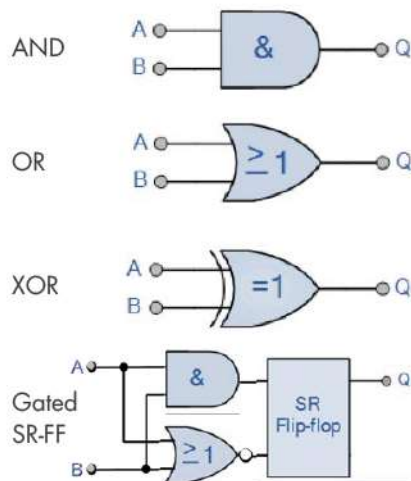 AND
A
B
&
Q
OR
A
B
≥1
Q
XOR
A
B
=1
Q
Gated
SR-FF
A
B
&
≥1
SR
Flip-flop
Q